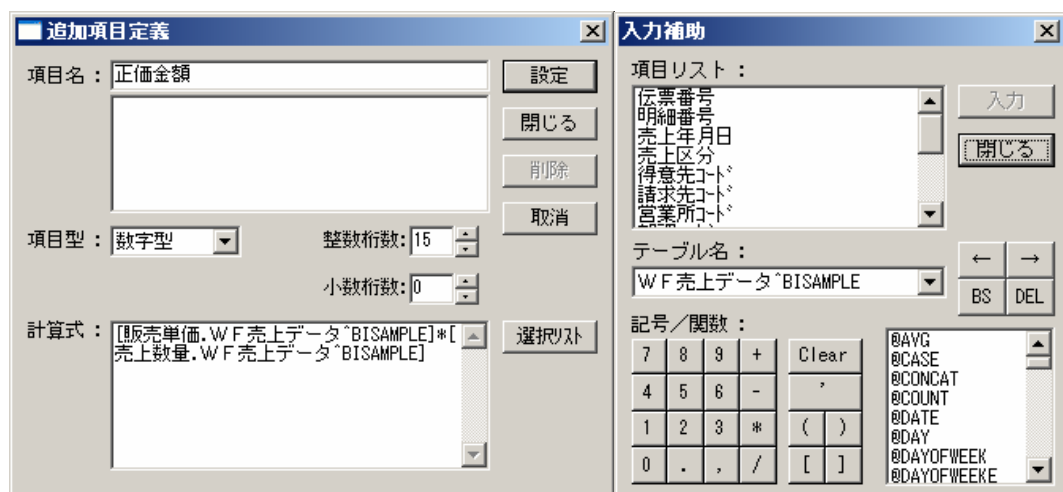 追加項目定義
項目名：
正価金額
設定
閉じる
削除
取消
項目型：
数字型
整数桁数:
15
小数桁数:
0
計算式：
[販売単価.ＷＦ売上データ^BISAMPLE]*[
売上数量.ＷＦ売上データ^BISAMPLE]
選択ﾘｽﾄ
入力補助
項目リスト：
伝票番号
明細番号
売上年月日
売上区分
得意先ｺｰﾄﾞ
請求先ｺｰﾄﾞ
営業所ｺｰﾄﾞ
入力
閉じる
テーブル名：
ＷＦ売上データ^BISAMPLE
← →
BS DEL
記号／関数：
7 8 9 + Clear
4 5 6 - ’
1 2 3 * ( )
0 . , / [ ]
@AVG
@CASE
@CONCAT
@COUNT
@DATE
@DAY
@DAYOFWEEK
@DAYOFWEEKE